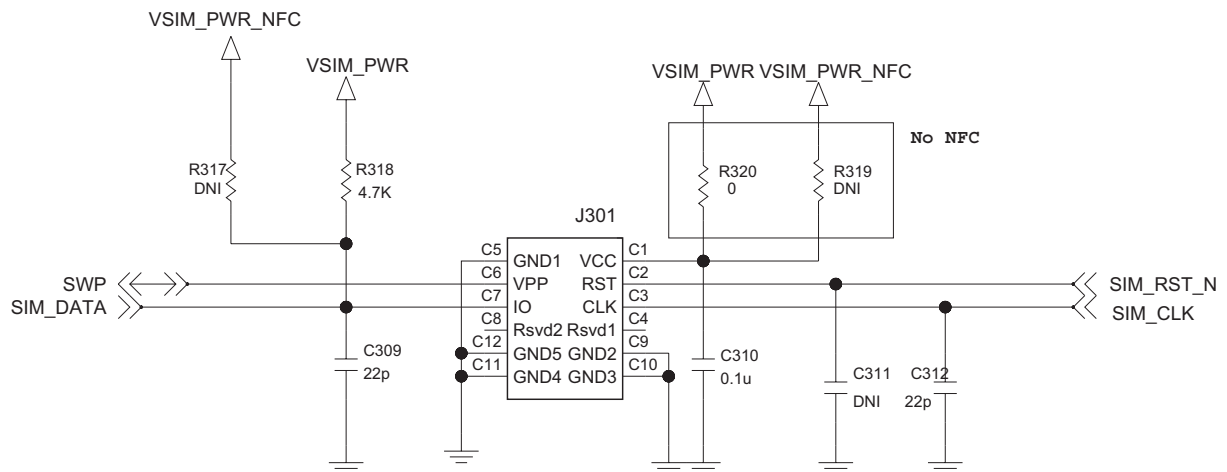 VSIM_PWR_NFC
VSIM_PWR
VSIM_PWR VSIM_PWR_NFC
No NFC
R317
DNI
R318
4.7K
R320
0
R319
DNI
J301
C5 GND1 VCC C1
SWP C6 VPP RST C2 SIM_RST_N
SIM_DATA C7 IO CLK C3 SIM_CLK
C8 Rsvd2 Rsvd1 C4
C12 GND5 GND2 C9
C11 GND4 GND3 C10
C309
22p
C310
0.1u
C311
DNI
C312
22p